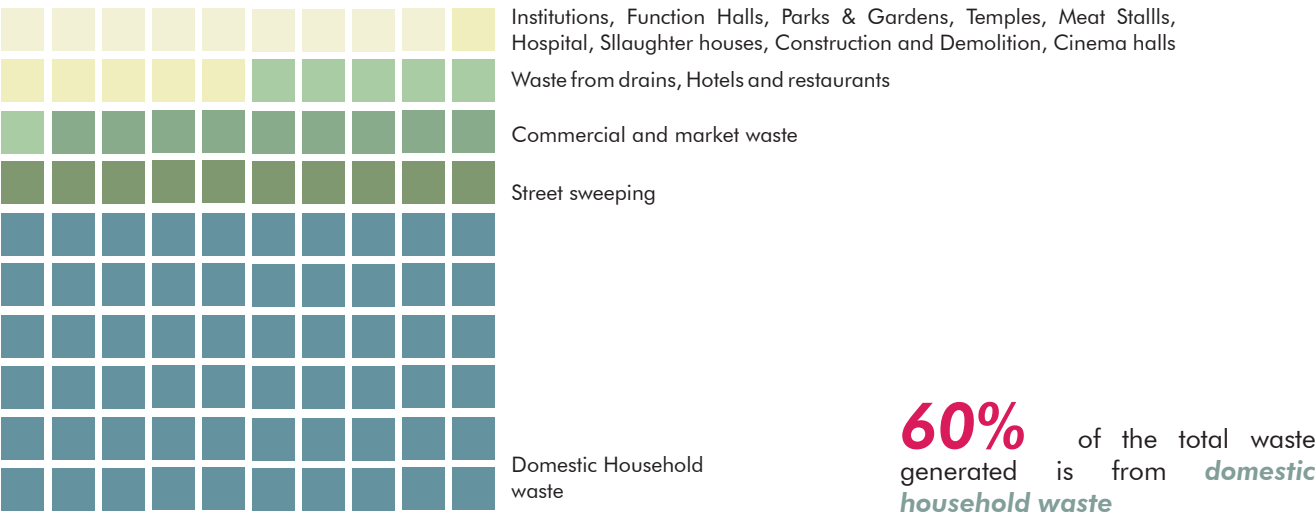 Institutions, Function Halls, Parks & Gardens, Temples, Meat Stallls,
Hospital, Sllaughter houses, Construction and Demolition, Cinema halls
Waste from drains, Hotels and restaurants
Commercial and market waste
Street sweeping
Domestic Household
waste
60% of the total waste
generated is from domestic
household waste